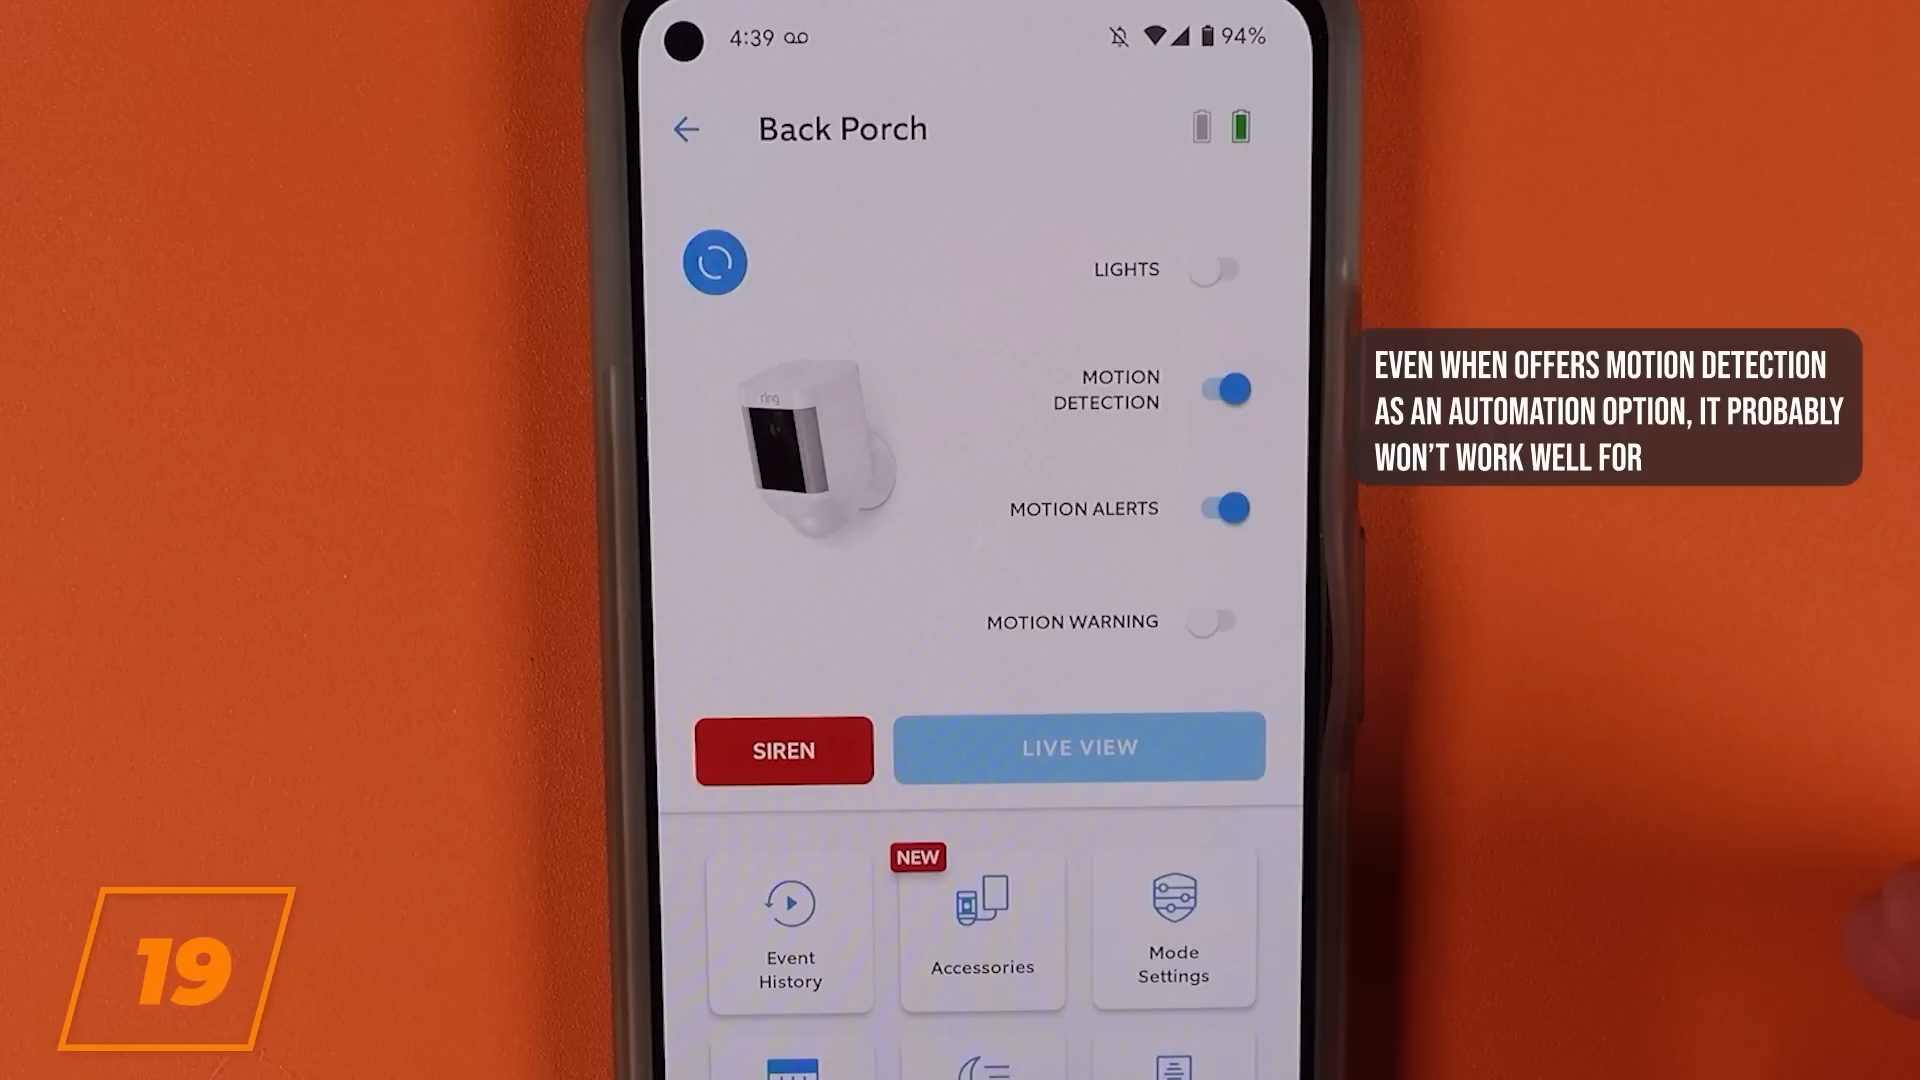 4:39
94%
Back Porch
LIGHTS
ring
MOTION
DETECTION
EVEN WHEN OFFERS MOTION DETECTION
AS AN AUTOMATION OPTION, IT PROBABLY
WON'T WORK WELL FOR
MOTION ALERTS
MOTION WARNING
SIREN
LIVE VIEW
NEW
Event
History
Accessories
Mode
Settings
19